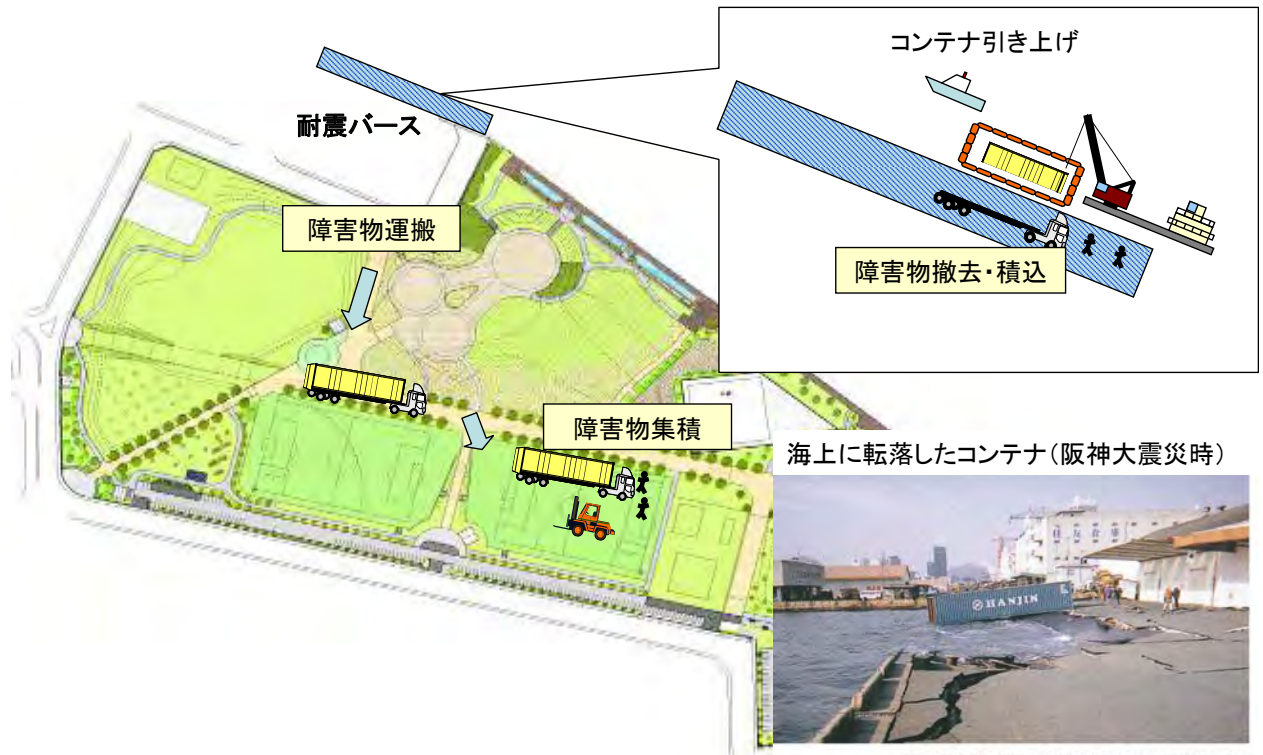 コンテナ引き上げ
耐震バース
障害物運搬
障害物撤去・積込
障害物集積
海上に転落したコンテナ（阪神大震災時）
HANJIN